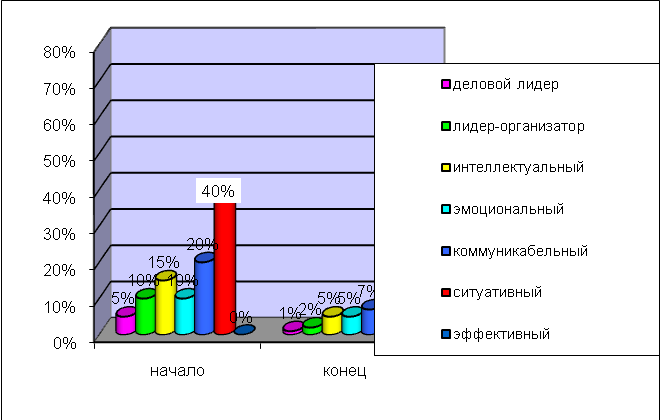 80%
70%
60%
50%
40%
30%
20%
10%
0%
5%
10%
15%
10%
20%
40%
0%
1%
2%
5%
5%
7%
начало
конец
деловой лидер
лидер-организатор
интеллектуальный
эмоциональный
коммуникабельный
ситуативный
эффективный